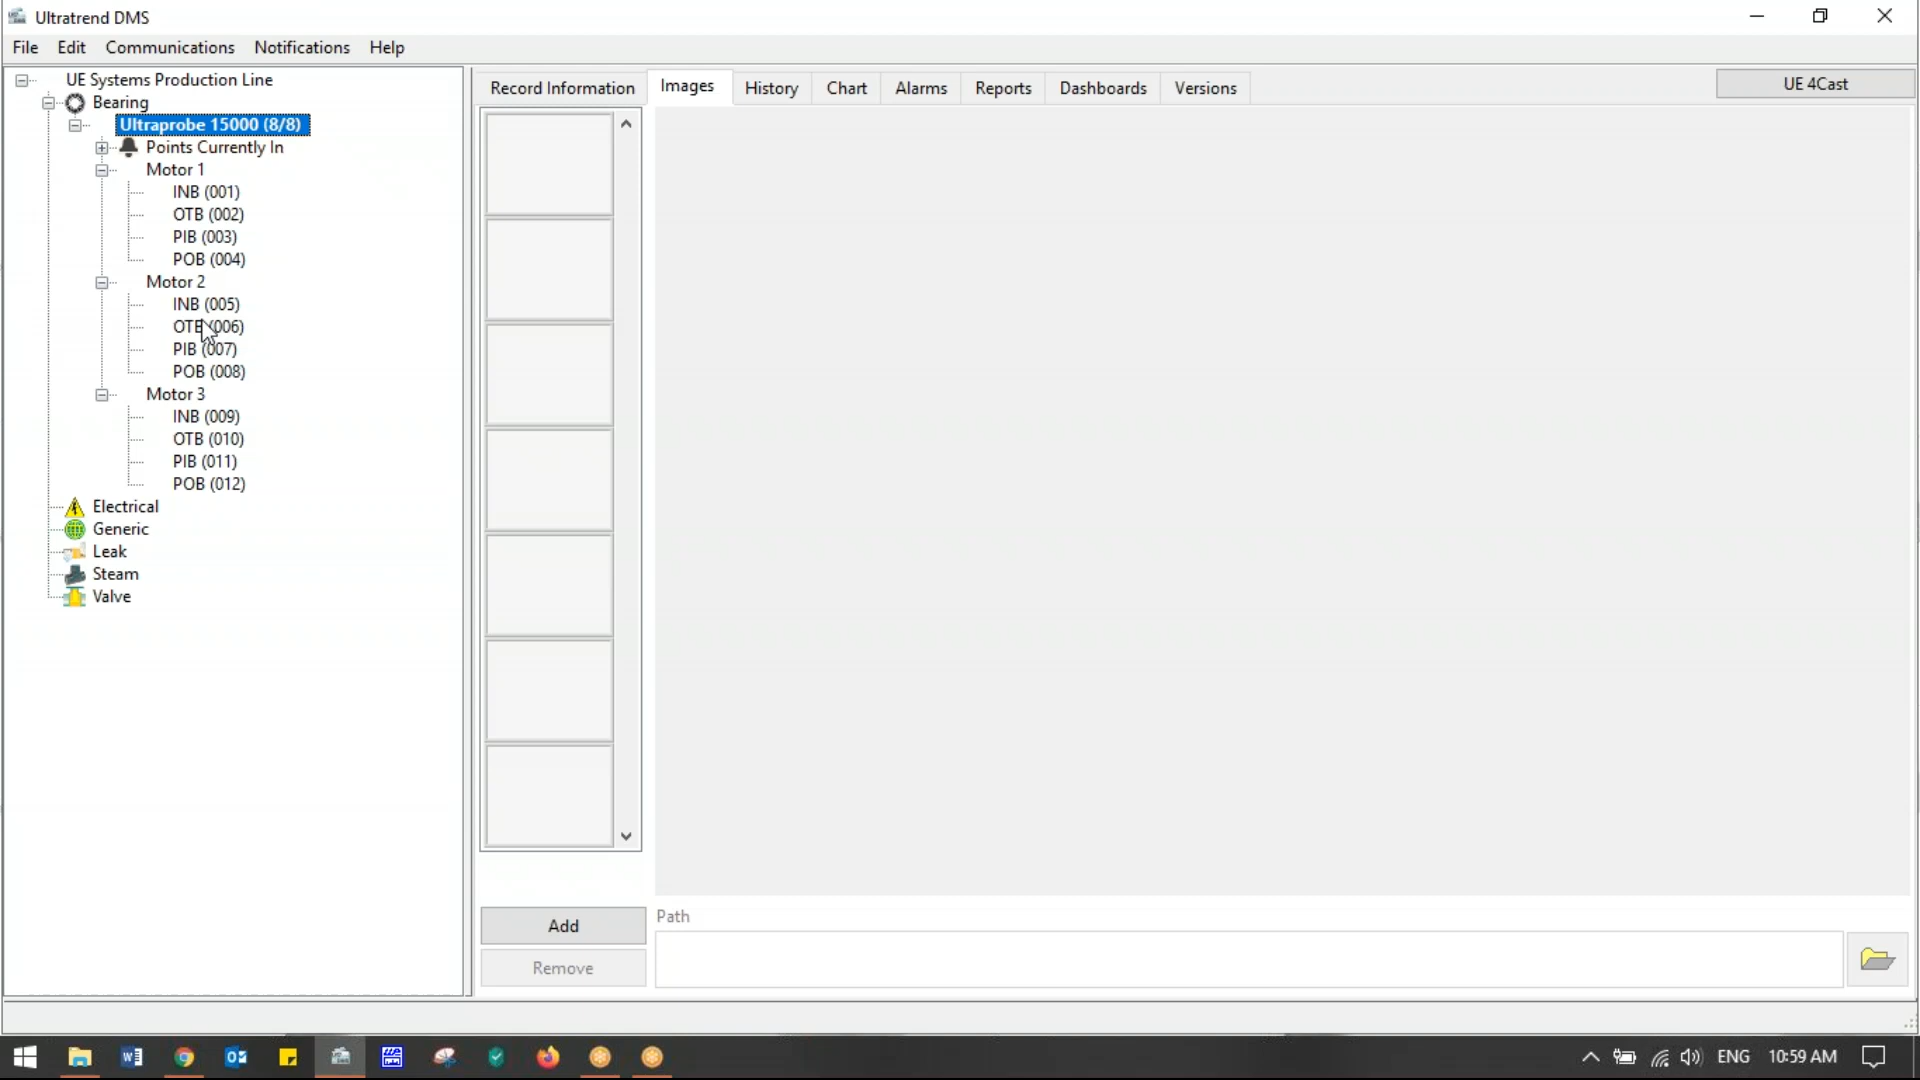 Ultratrend DMS
File Edit Communications Notifications Help
UE Systems Production Line
Bearing
Ultraprobe 15000 (8/8)
Points Currently In
Motor 1
INB (001)
OTB (002)
PIB (003)
POB (004)
Motor 2
INB (005)
OTB (006)
PIB (007)
POB (008)
Motor 3
INB (009)
OTB (010)
PIB (011)
POB (012)
Electrical
Generic
Leak
Steam
Valve
Record Information Images History Chart Alarms Reports Dashboards Versions
UE 4Cast
Add
Remove
Path
ENG 10:59 AM